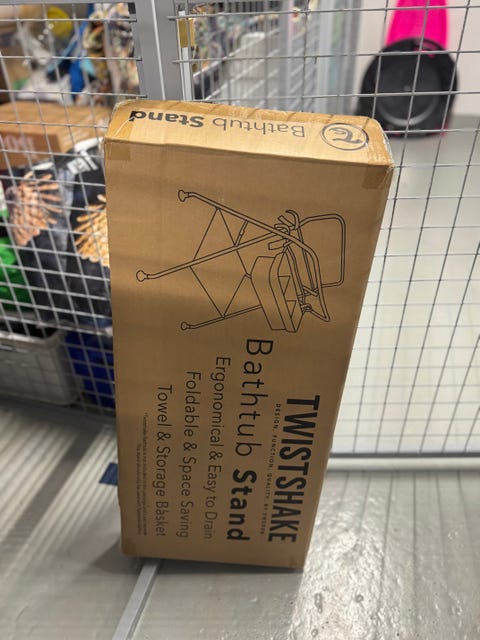 Bathtub Stand
TWISTSHAKE
DESIGN, FUNCTION, QUALITY. BY SWEDEN
Bathtub Stand
Ergonomical & Easy to Drain
Foldable & Space Saving
Towel & Storage Basket